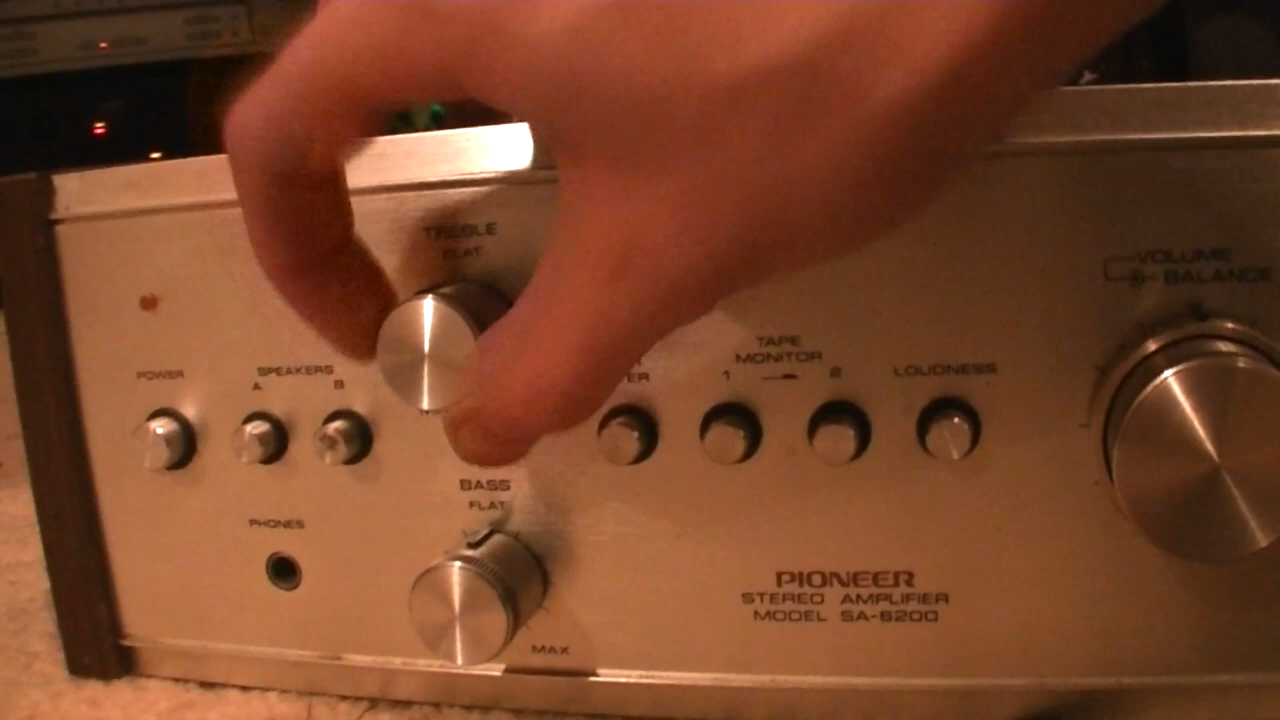 TREBLE
FLAT
VOLUME
BALANCE
TAPE
MONITOR
1 2
LOUDNESS
POWER
SPEAKERS
A B
BASS
FLAT
PHONES
MAX
PIONEER
STEREO AMPLIFIER
MODEL SA-6200